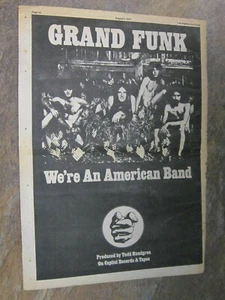 GRAND FUNK
We're An American Band
Produced by Todd Rundgren
On Capitol Records & Tapes